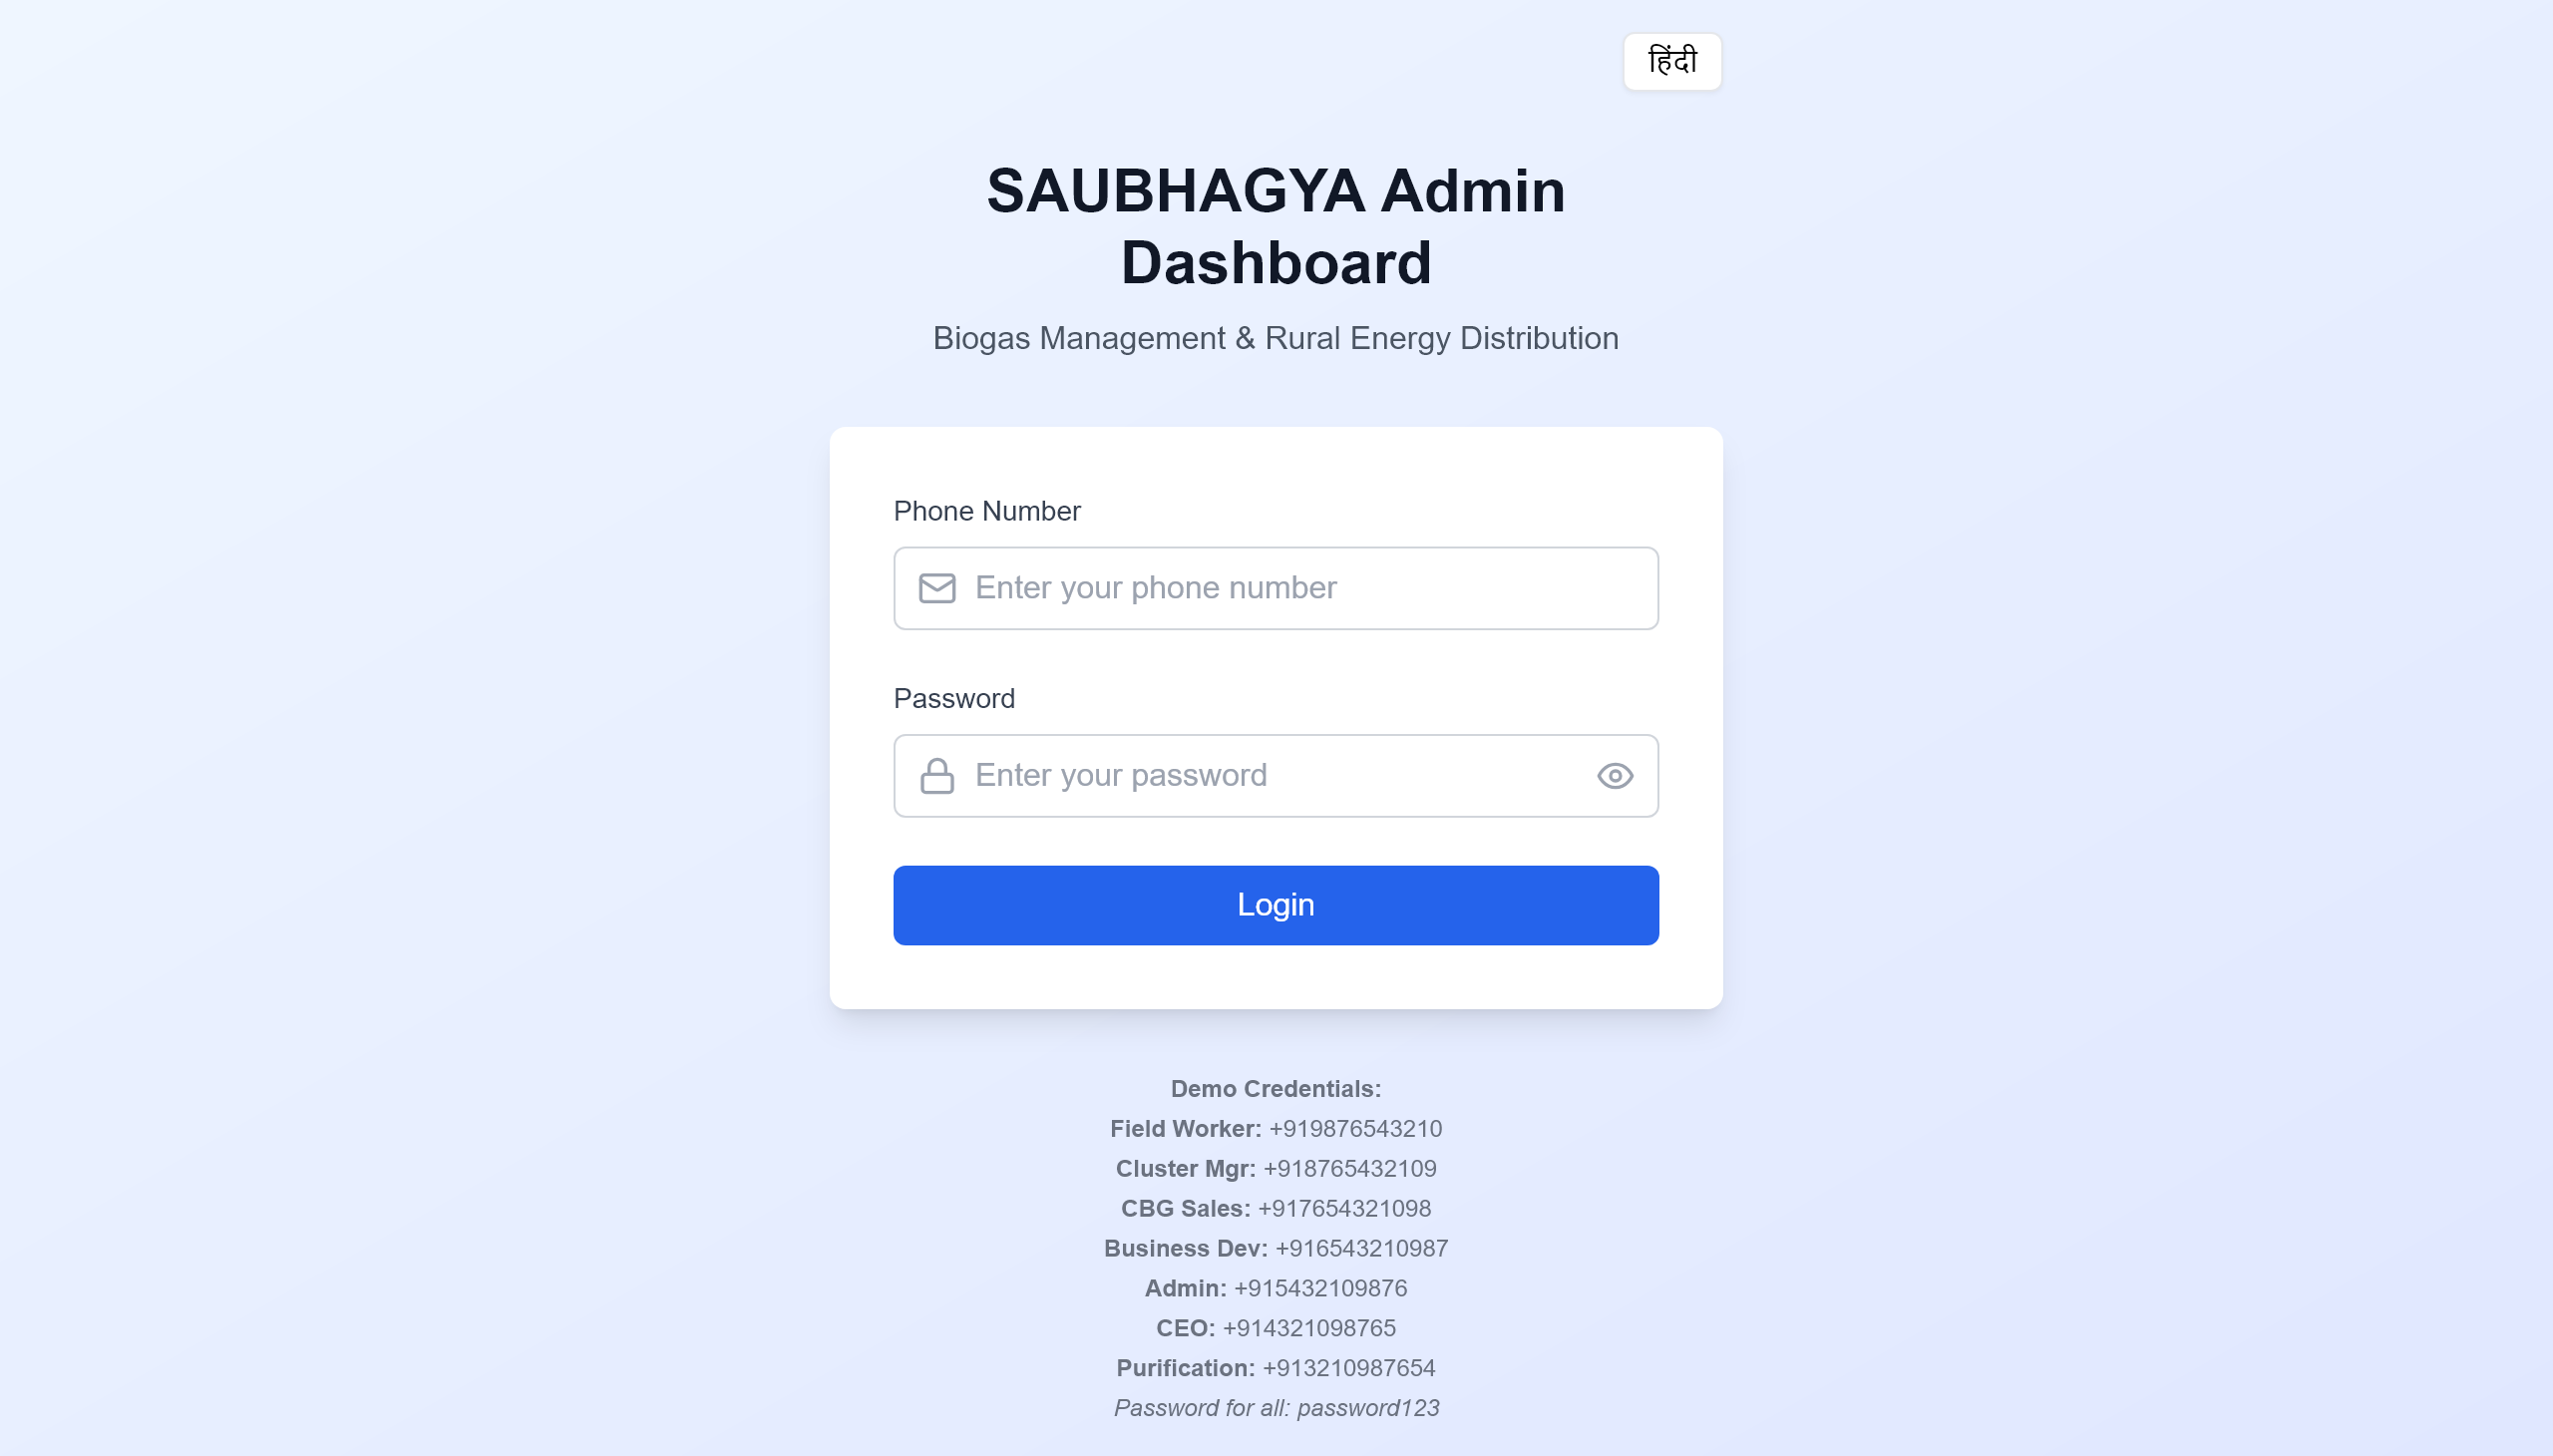 हिंदी
SAUBHAGYA Admin
Dashboard
Biogas Management & Rural Energy Distribution
Phone Number
Enter your phone number
Password
Enter your password
Login
Demo Credentials:
Field Worker: +919876543210
Cluster Mgr: +918765432109
CBG Sales: +917654321098
Business Dev: +916543210987
Admin: +915432109876
CEO: +914321098765
Purification: +913210987654
Password for all: password123